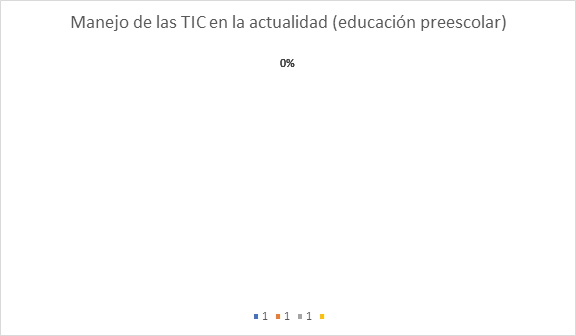 Manejo de las TIC en la actualidad (educación preescolar)
0%
1 1 1